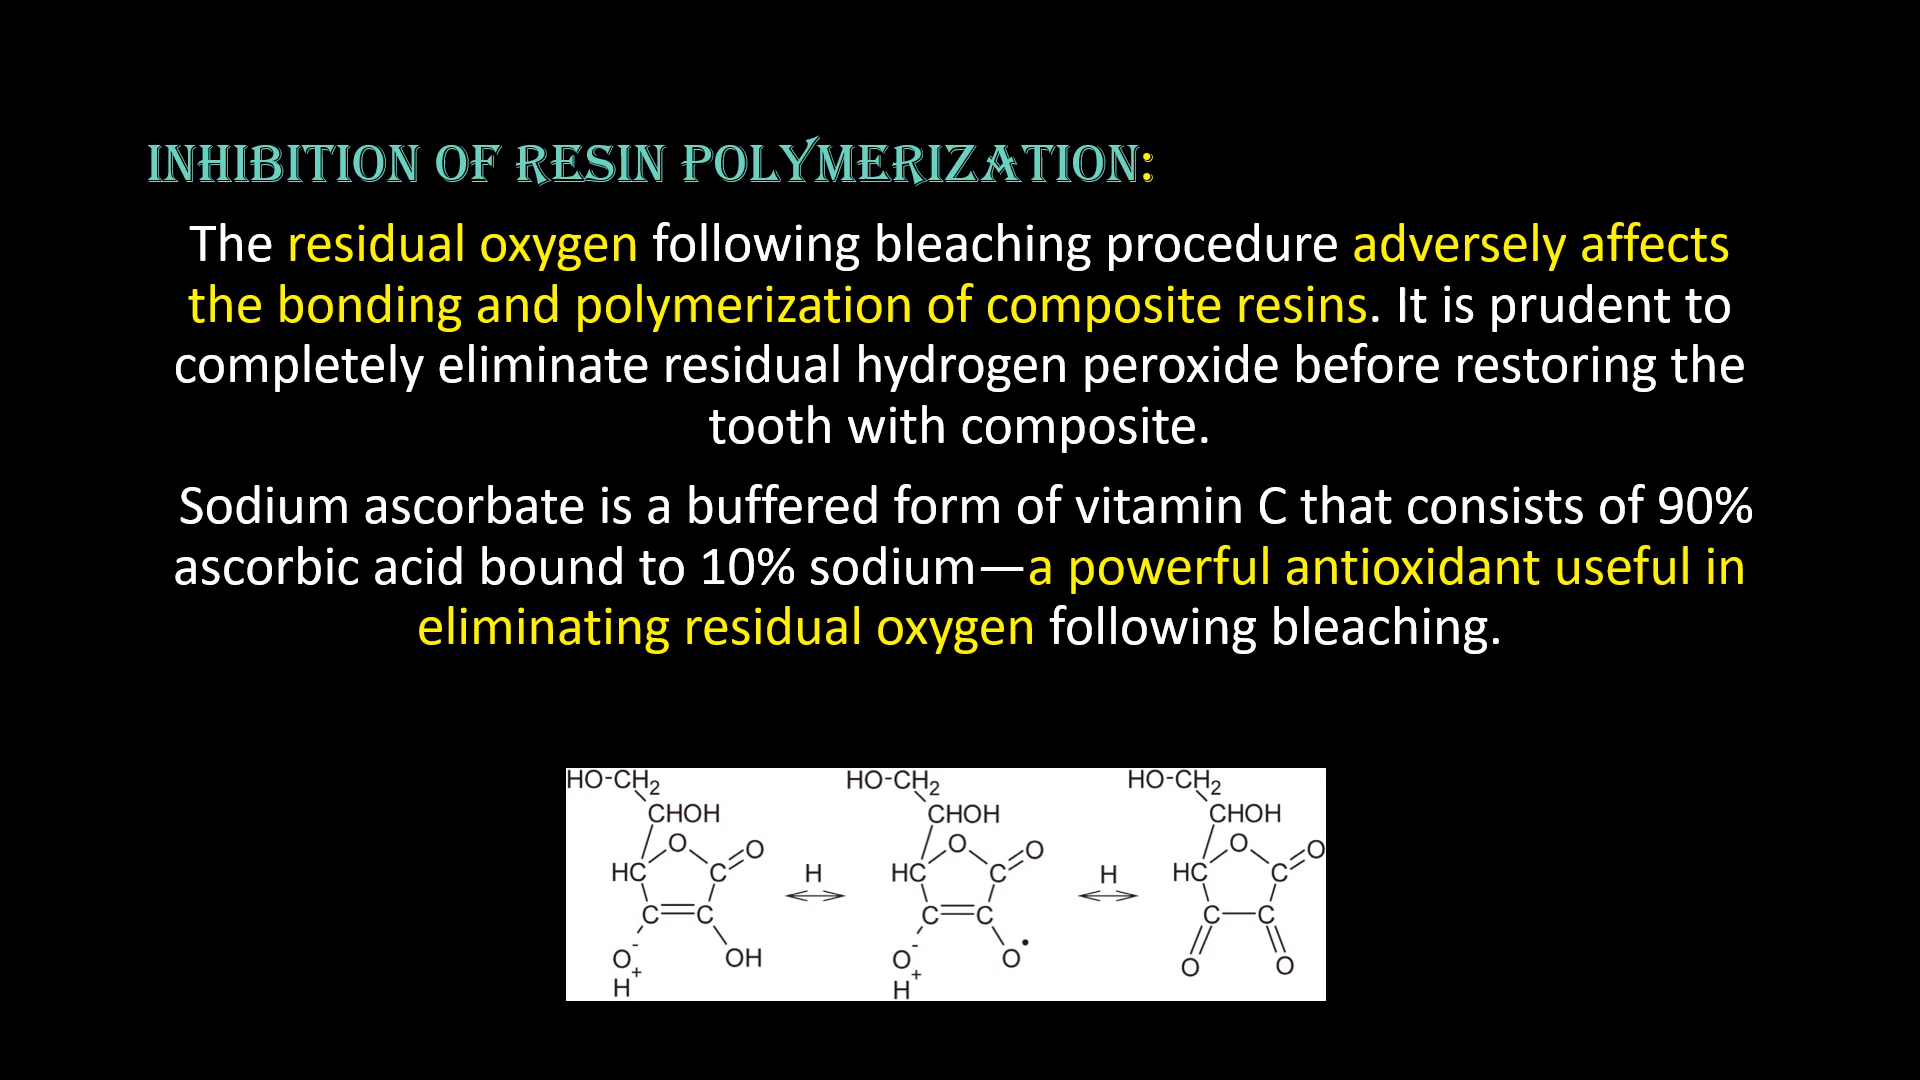 INHIBITION OF RESIN POLYMERIZATION:
The residual oxygen following bleaching procedure adversely affects
the bonding and polymerization of composite resins. It is prudent to
completely eliminate residual hydrogen peroxide before restoring the
tooth with composite.
Sodium ascorbate is a buffered form of vitamin C that consists of 90%
ascorbic acid bound to 10% sodium—a powerful antioxidant useful in
eliminating residual oxygen following bleaching.
HO-CH2 HO-CH2 HO-CH2
CHOH CHOH CHOH
O O O O O O
HC C H HC C H HC C
C C C C C C
O- OH O- O• O O
H+ H+